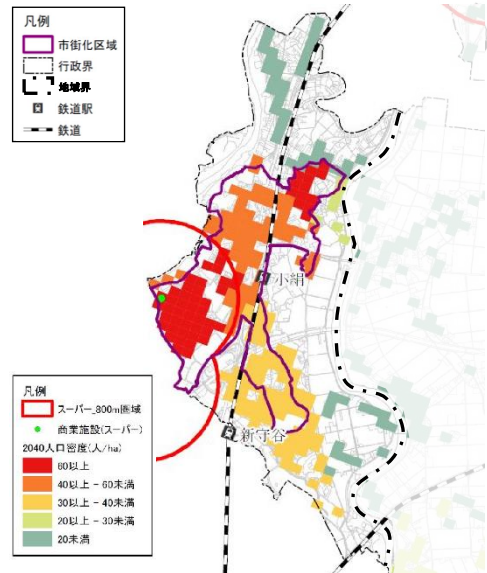 凡例
市街化区域
行政界
地域界
鉄道駅
鉄道
小絹
新守谷
凡例
スーパー_800m圏域
商業施設(スーパー)
2040人口密度(人/ha)
60以上
40以上 - 60未満
30以上 - 40未満
20以上 - 30未満
20未満